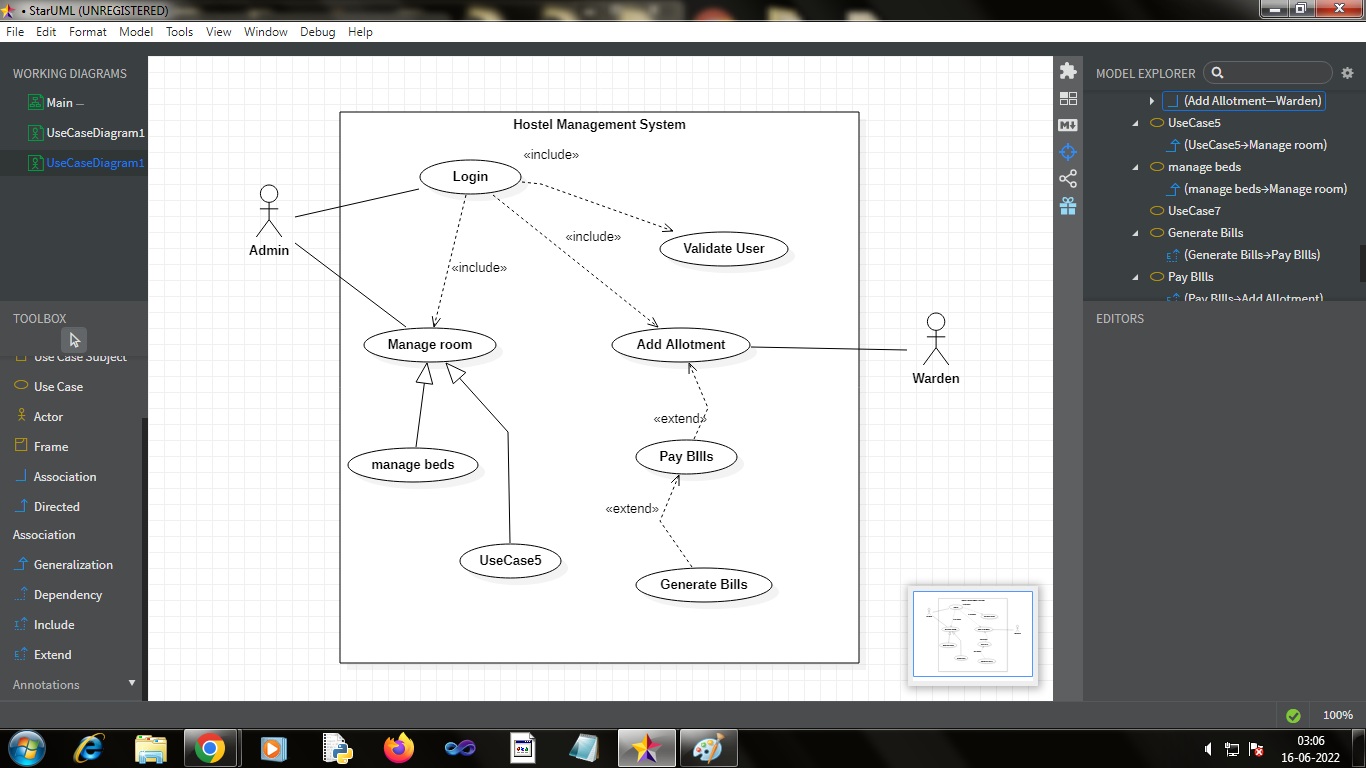 • StarUML (UNREGISTERED)
File Edit Format Model Tools View Window Debug Help
WORKING DIAGRAMS
Main —
UseCaseDiagram1
UseCaseDiagram1
TOOLBOX
Use Case Subject
Use Case
Actor
Frame
Association
Directed
Association
Generalization
Dependency
Include
Extend
Annotations
Hostel Management System
«include»
Login
Admin
«include»
Validate User
«include»
Manage room
Add Allotment
Warden
«extend»
manage beds
Pay BIlls
«extend»
UseCase5
Generate Bills
MODEL EXPLORER
(Add Allotment—Warden)
UseCase5
(UseCase5→Manage room)
manage beds
(manage beds→Manage room)
UseCase7
Generate Bills
(Generate Bills→Pay BIlls)
Pay BIlls
(Pay BIlls→Add Allotment)
EDITORS
M
100%
03:06
16-06-2022